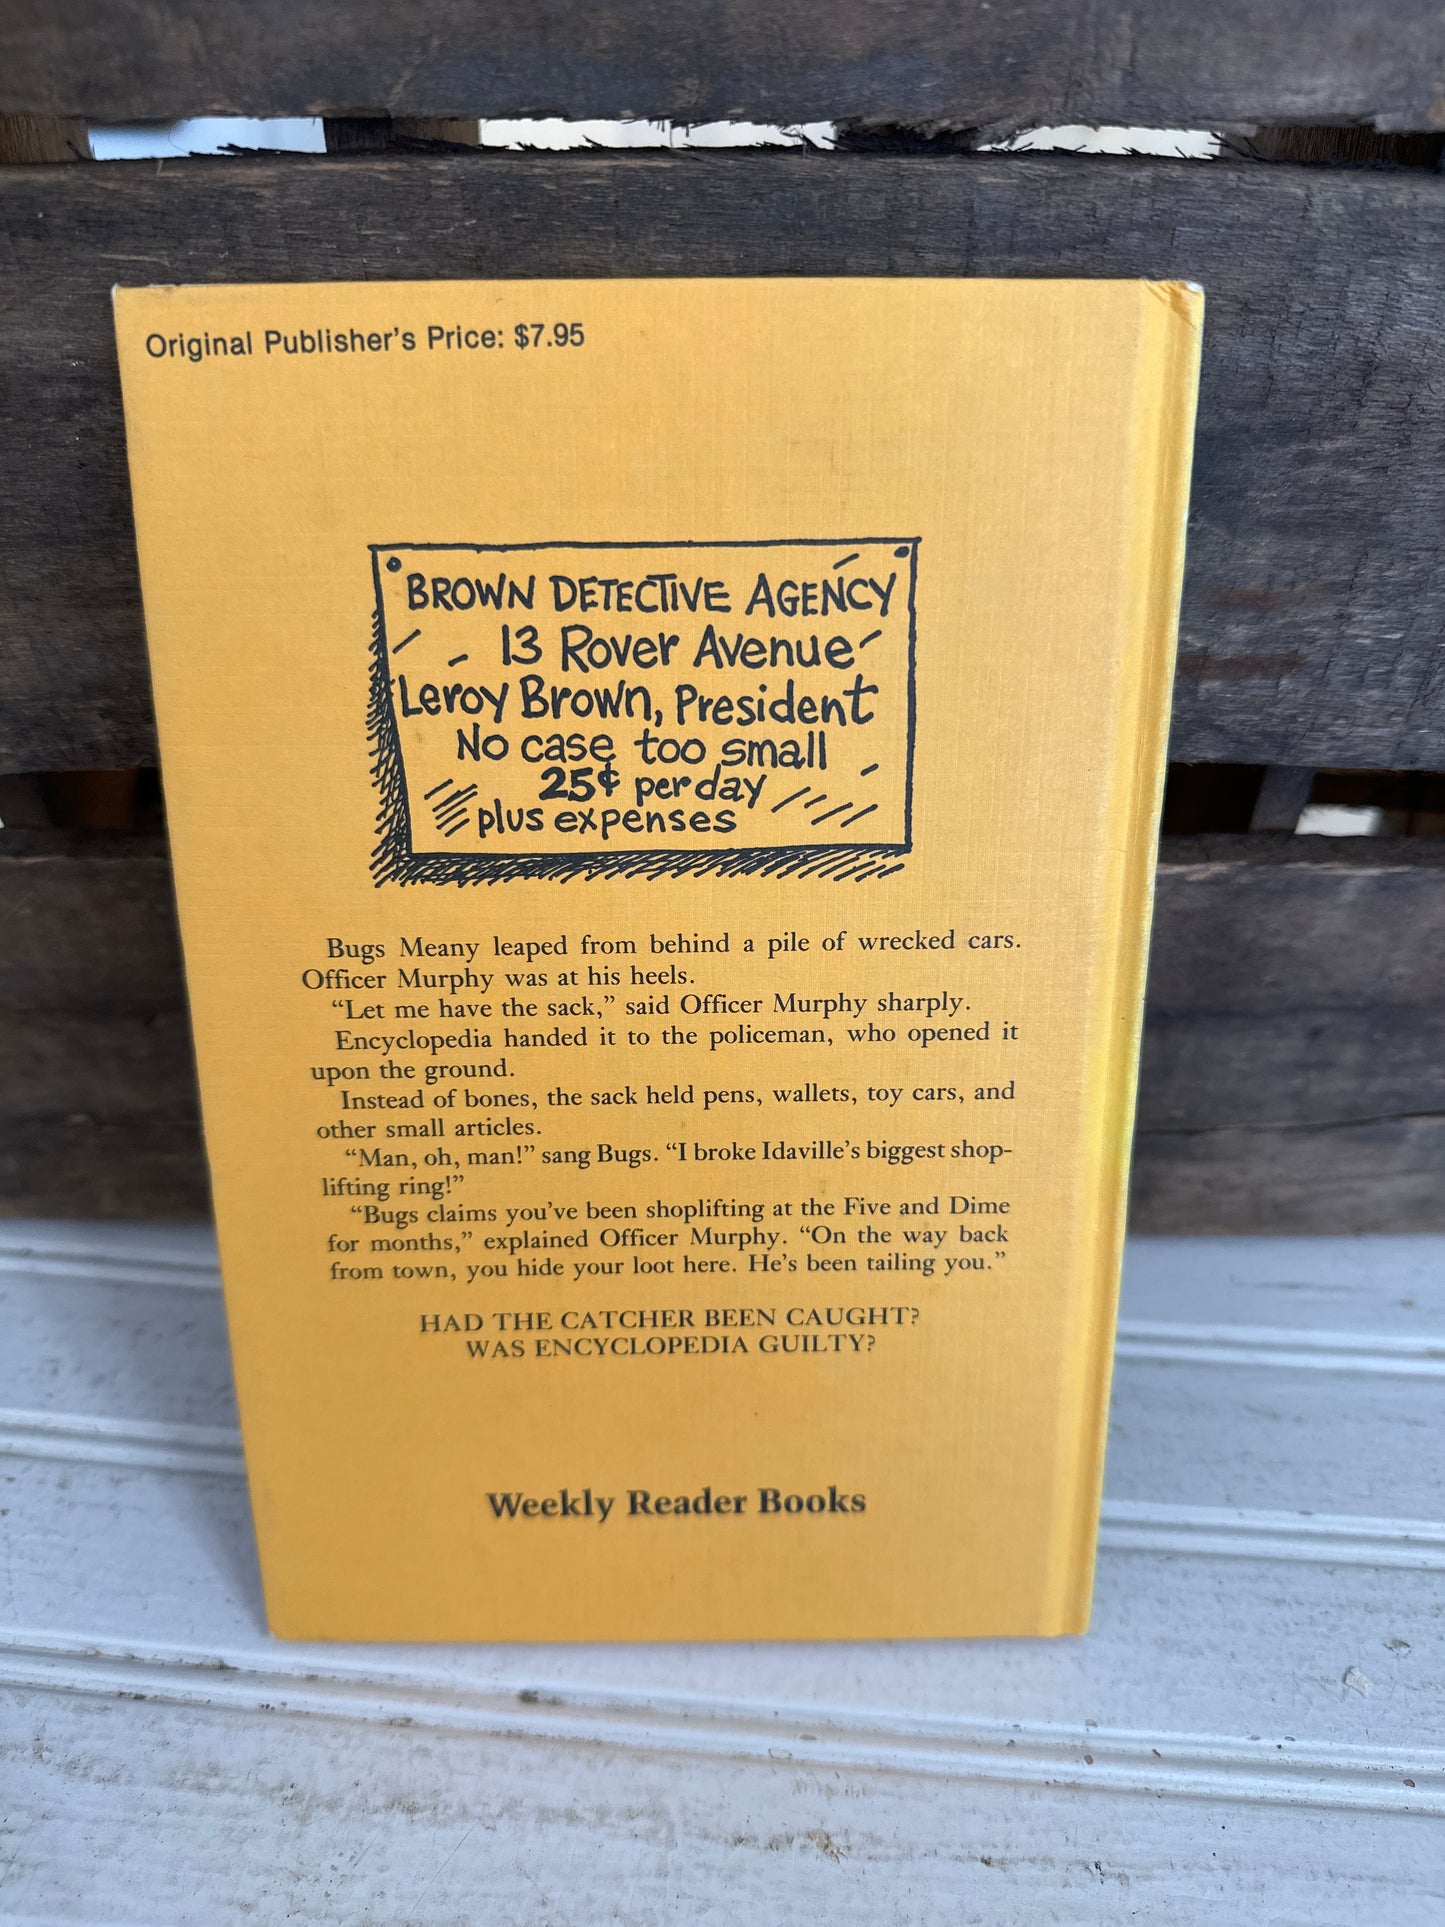 Original Publisher's Price: $7.95
BROWN DETECTIVE AGENCY
13 Rover Avenue
Leroy Brown, President
No case too small
25¢ per day
plus expenses
Bugs Meany leaped from behind a pile of wrecked cars.
Officer Murphy was at his heels.
“Let me have the sack,” said Officer Murphy sharply.
Encyclopedia handed it to the policeman, who opened it
upon the ground.
Instead of bones, the sack held pens, wallets, toy cars, and
other small articles.
“Man, oh, man!” sang Bugs. “I broke Idaville’s biggest shop-
lifting ring!”
“Bugs claims you’ve been shoplifting at the Five and Dime
for months,” explained Officer Murphy. “On the way back
from town, you hide your loot here. He’s been tailing you.”
HAD THE CATCHER BEEN CAUGHT?
WAS ENCYCLOPEDIA GUILTY?
Weekly Reader Books